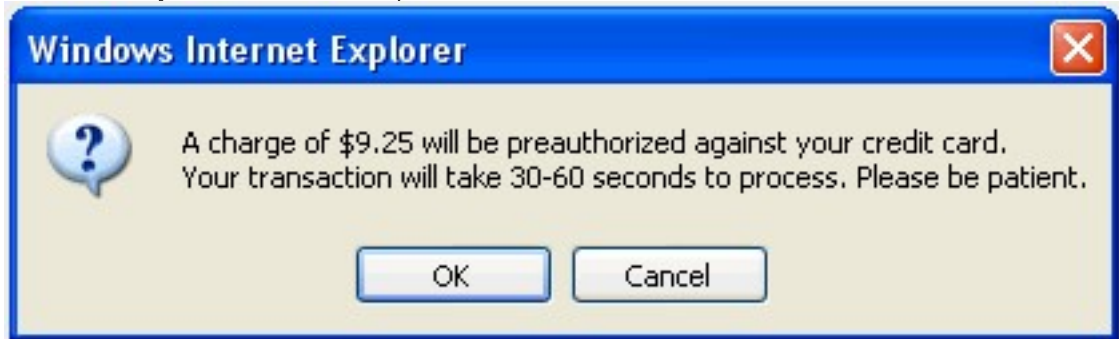 Windows Internet Explorer
?
A charge of $9.25 will be preauthorized against your credit card.
Your transaction will take 30-60 seconds to process. Please be patient.
OK Cancel